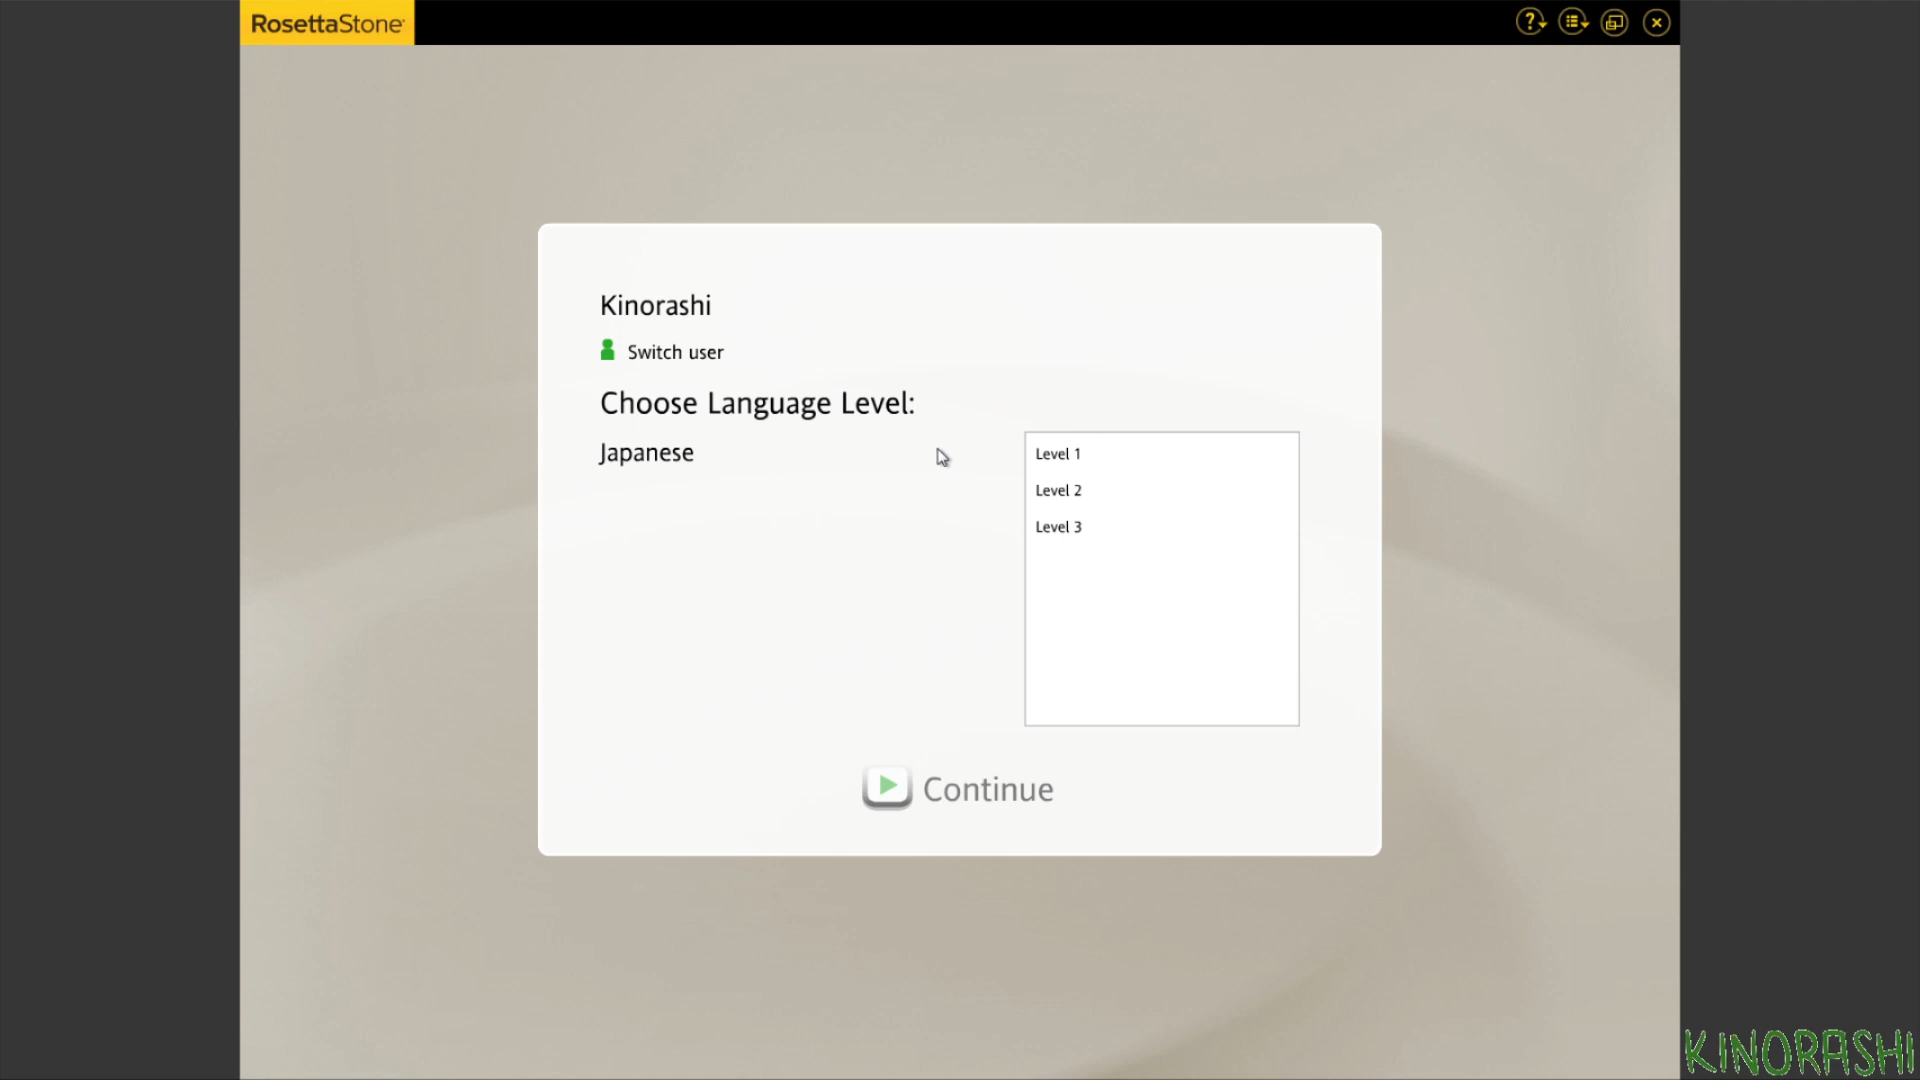 RosettaStone
Kinorashi
Switch user
Choose Language Level:
Japanese
Level 1
Level 2
Level 3
Continue
KINORASHI